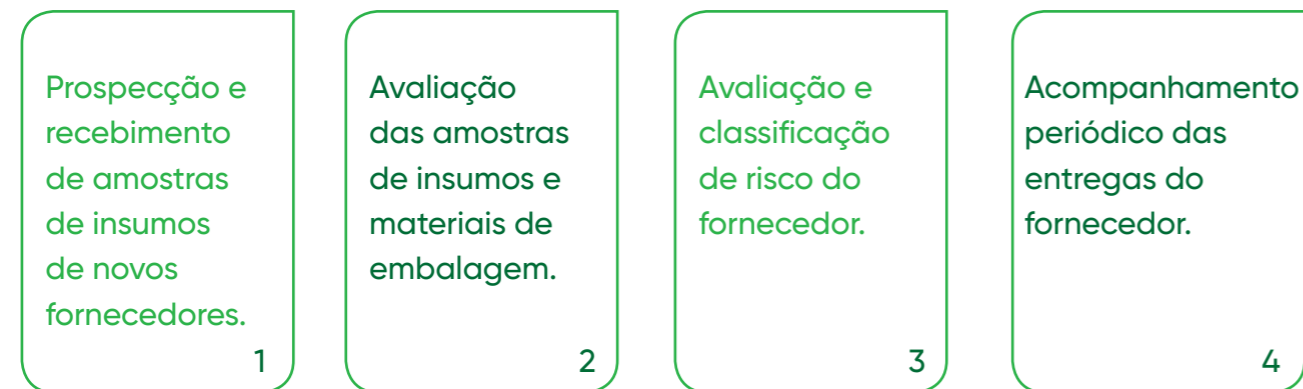 Prospecção e
recebimento
de amostras
de insumos
de novos
fornecedores.
1
Avaliação
das amostras
de insumos e
materiais de
embalagem.
2
Avaliação e
classificação
de risco do
fornecedor.
3
Acompanhamento
periódico das
entregas do
fornecedor.
4